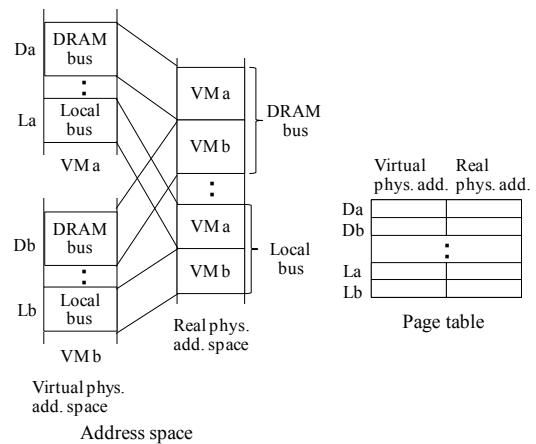 Da
DRAM
bus
:
La
Local
bus
VM a
Db
DRAM
bus
:
Lb
Local
bus
VM b
Virtual phys.
add. space
VM a
VM b
DRAM
bus
:
VM a
VM b
Local
bus
Real phys.
add. space
Address space
Virtual
phys. add.
Real
phys. add.
Da
Db
:
La
Lb
Page table